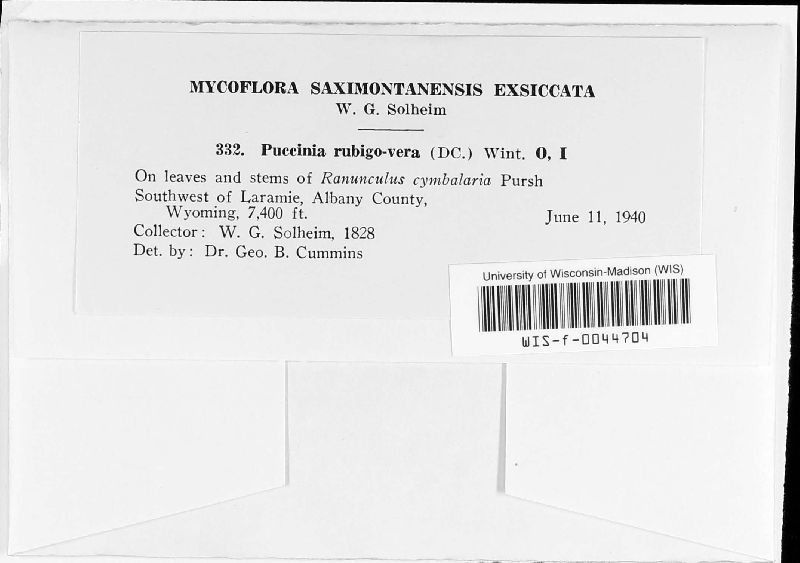 MYCOFLORA SAXIMONTANENSIS EXSICCATA
W. G. Solheim
332. Puccinia rubigo-vera (DC.) Wint. O, I
On leaves and stems of Ranunculus cymbalaria Pursh
Southwest of Laramie, Albany County,
Wyoming, 7,400 ft. June 11, 1940
Collector: W. G. Solheim, 1828
Det. by: Dr. Geo. B. Cummins
University of Wisconsin-Madison (WIS)
WIS-f-0044704